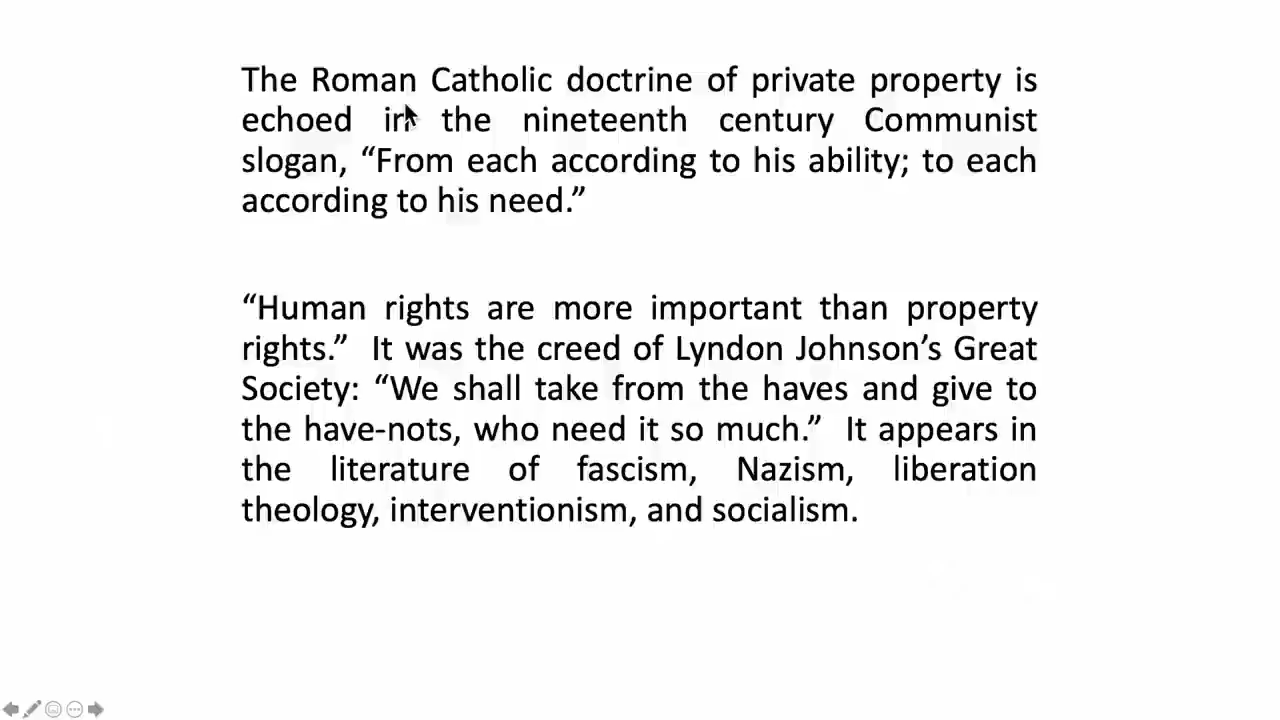 The Roman Catholic doctrine of private property is
echoed in the nineteenth century Communist
slogan, “From each according to his ability; to each
according to his need.”
“Human rights are more important than property
rights.” It was the creed of Lyndon Johnson’s Great
Society: “We shall take from the haves and give to
the have-nots, who need it so much.” It appears in
the literature of fascism, Nazism, liberation
theology, interventionism, and socialism.